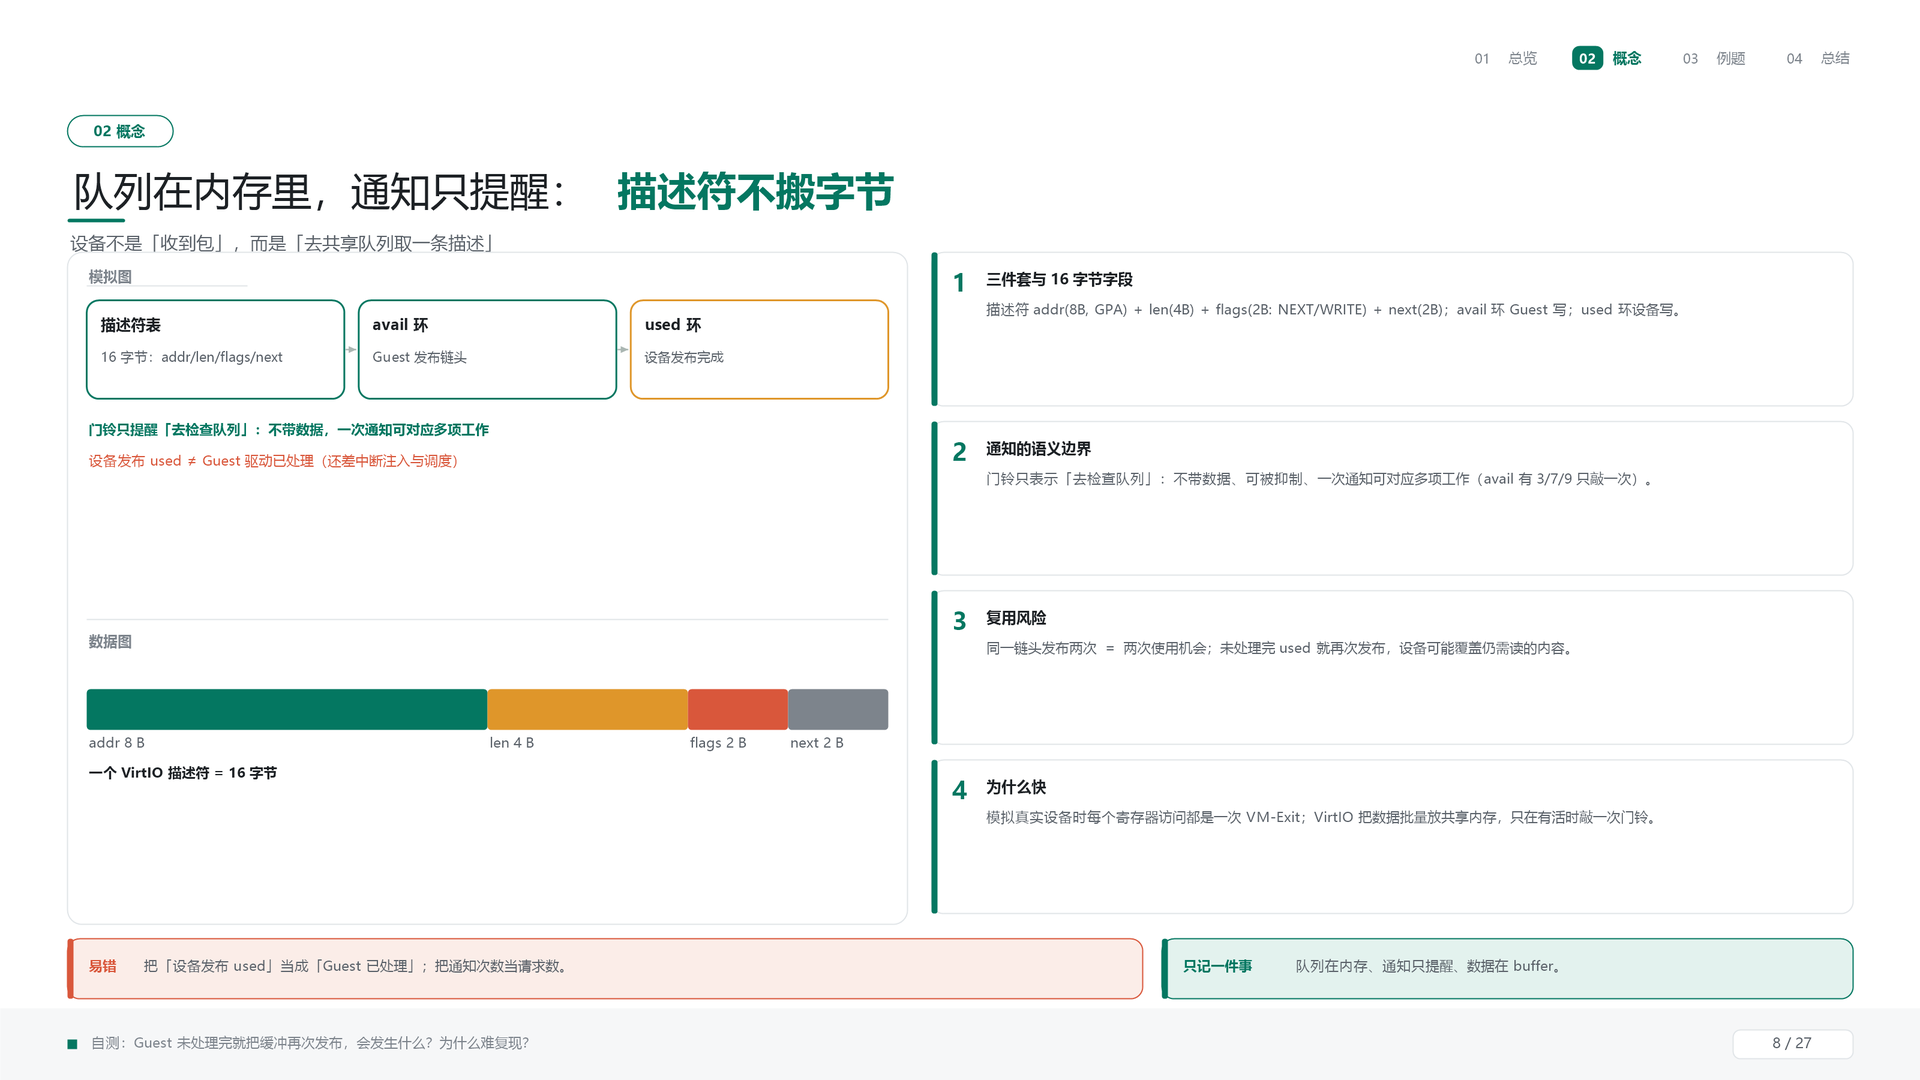 01 总览 02 概念 03 例题 04 总结
02 概念
队列在内存里，通知只提醒： 描述符不搬字节
设备不是「收到包」，而是「去共享队列取一条描述」
模拟图
描述符表
16 字节：addr/len/flags/next
avail 环
Guest 发布链头
used 环
设备发布完成
门铃只提醒「去检查队列」：不带数据，一次通知可对应多项工作
设备发布 used ≠ Guest 驱动已处理（还差中断注入与调度）
数据图
addr 8 B
len 4 B
flags 2 B
next 2 B
一个 VirtIO 描述符 = 16 字节
1 三件套与 16 字节字段
描述符 addr(8B, GPA) + len(4B) + flags(2B: NEXT/WRITE) + next(2B)；avail 环 Guest 写；used 环设备写。
2 通知的语义边界
门铃只表示「去检查队列」：不带数据、可被抑制、一次通知可对应多项工作（avail 有 3/7/9 只敲一次）。
3 复用风险
同一链头发布两次 = 两次使用机会；未处理完 used 就再次发布，设备可能覆盖仍需读的内容。
4 为什么快
模拟真实设备时每个寄存器访问都是一次 VM-Exit；VirtIO 把数据批量放共享内存，只在有活时敲一次门铃。
易错 把「设备发布 used」当成「Guest 已处理」；把通知次数当请求数。
只记一件事 队列在内存、通知只提醒、数据在 buffer。
自测：Guest 未处理完就把缓冲再次发布，会发生什么？为什么难复现？
8 / 27